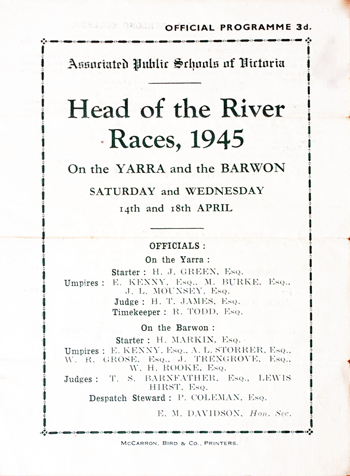 OFFICIAL PROGRAMME 3d.
Associated Public Schools of Victoria
Head of the River
Races, 1945
On the YARRA and the BARWON
SATURDAY and WEDNESDAY
14th and 18th APRIL
OFFICIALS :
On the Yarra :
Starter : H. J. GREEN, Esq.
Umpires : E. KENNY, Esq., M. BURKE, Esq.,
J. L. MOUNSEY, Esq.
Judge : H. T. JAMES, Esq.
Timekeeper : R. TODD, Esq.
On the Barwon :
Starter : H. MARKIN, Esq.
Umpires : E. KENNY, Esq., A. L. STORRER, Esq.,
W. R. GROSE, Esq., J. TRENGROVE, Esq.,
W. H. ROOKE, Esq.
Judges : T. S. BARNFATHER, Esq., LEWIS
HIRST, Esq.
Despatch Steward : P. COLEMAN, Esq.
E. M. DAVIDSON, Hon. Sec.
McCarron, Bird & Co., Printers.